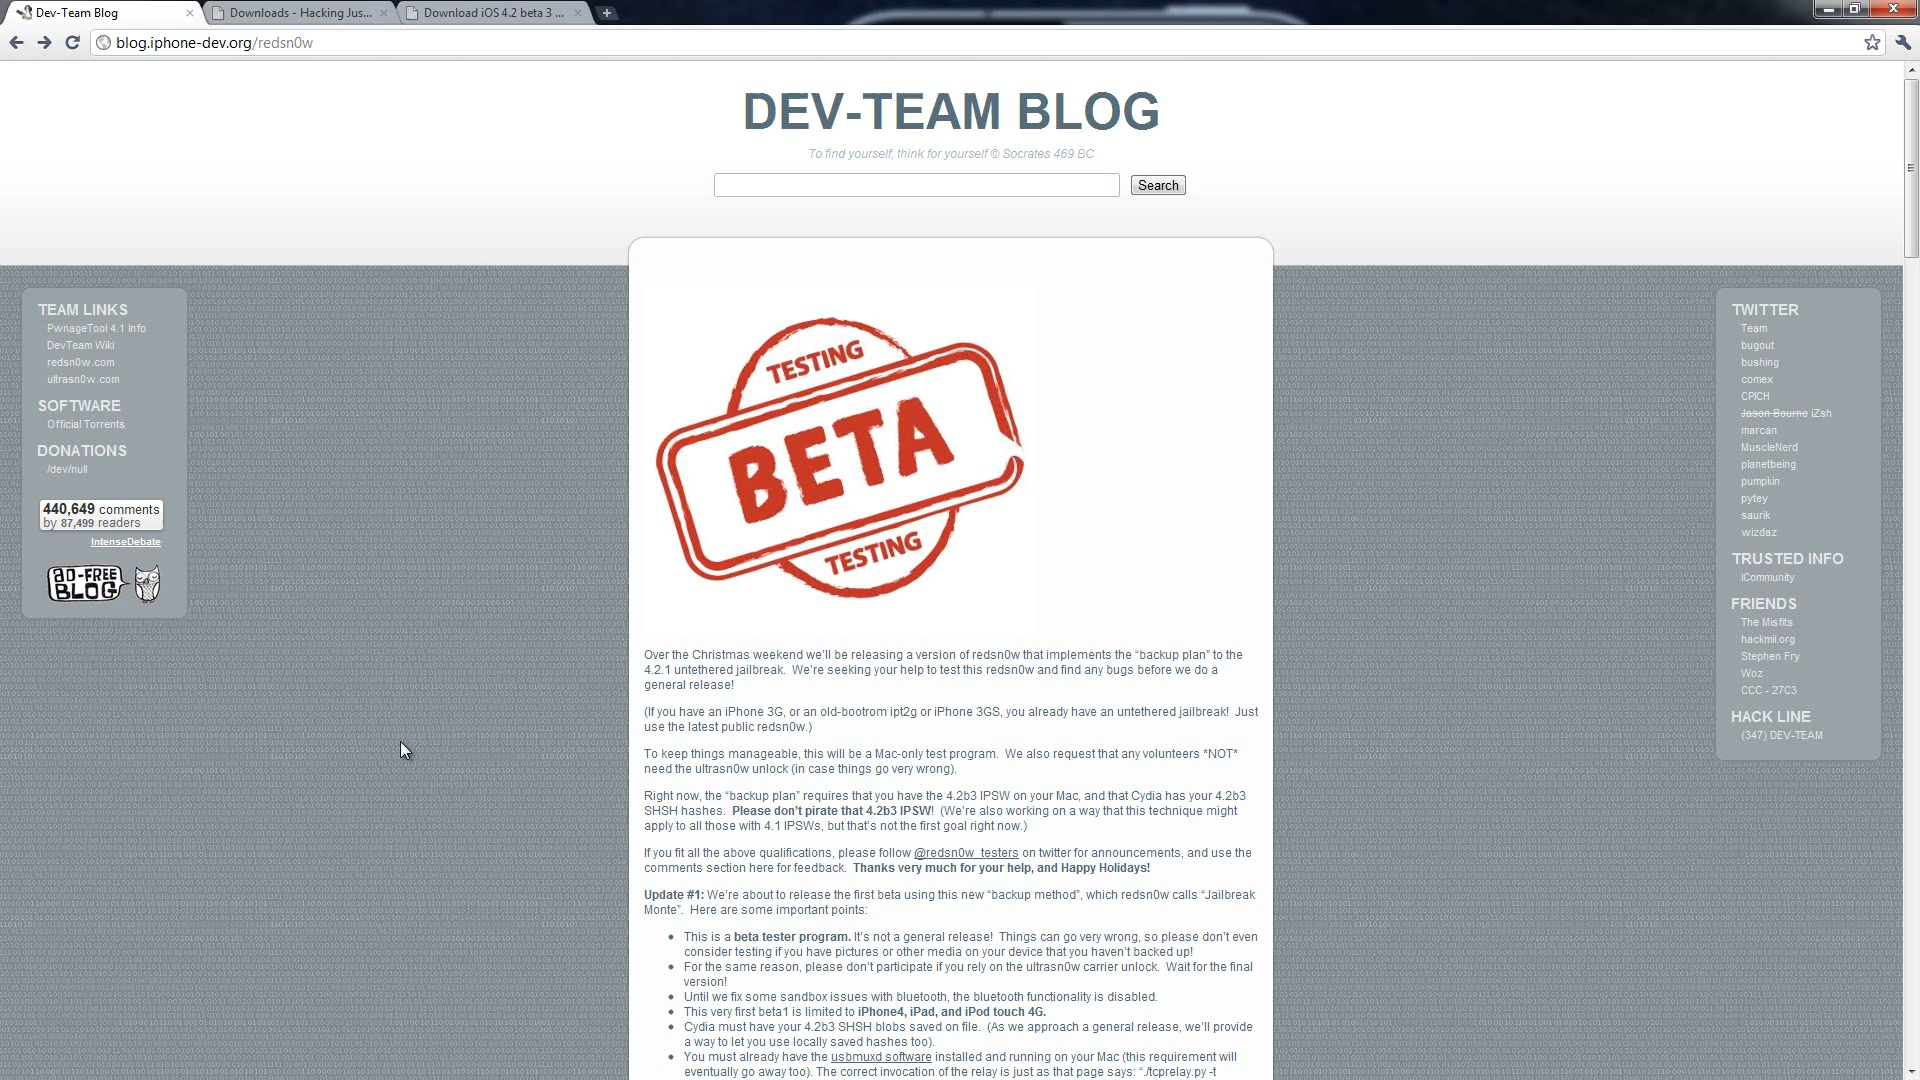 Dev-Team Blog
Downloads - Hacking Jus...
Download iOS 4.2 beta 3 ...
blog.iphone-dev.org/redsn0w
DEV-TEAM BLOG
To find yourself, think for yourself © Socrates 469 BC
Search
TEAM LINKS
PwnageTool 4.1 Info
DevTeam Wiki
redsn0w.com
ultrasn0w.com
SOFTWARE
Official Torrents
DONATIONS
/dev/null
440,649 comments
by 87,499 readers
IntenseDebate
AD-FREE
BLOG
TESTING
BETA
TESTING
Over the Christmas weekend we’ll be releasing a version of redsn0w that implements the “backup plan” to the
4.2.1 untethered jailbreak.  We’re seeking your help to test this redsn0w and find any bugs before we do a
general release!
(If you have an iPhone 3G, or an old-bootrom ipt2g or iPhone 3GS, you already have an untethered jailbreak!  Just
use the latest public redsn0w.)
To keep things manageable, this will be a Mac-only test program.  We also request that any volunteers *NOT*
need the ultrasn0w unlock (in case things go very wrong).
Right now, the “backup plan” requires that you have the 4.2b3 IPSW on your Mac, and that Cydia has your 4.2b3
SHSH hashes.  Please don’t pirate that 4.2b3 IPSW!  (We’re also working on a way that this technique might
apply to all those with 4.1 IPSWs, but that’s not the first goal right now.)
If you fit all the above qualifications, please follow @redsn0w_testers on twitter for announcements, and use the
comments section here for feedback.  Thanks very much for your help, and Happy Holidays!
Update #1: We’re about to release the first beta using this new “backup method”, which redsn0w calls “Jailbreak
Monte”.  Here are some important points:
This is a beta tester program. It’s not a general release!  Things can go very wrong, so please don’t even
consider testing if you have pictures or other media on your device that you haven’t backed up!
For the same reason, please don’t participate if you rely on the ultrasn0w carrier unlock.  Wait for the final
version!
Until we fix some sandbox issues with bluetooth, the bluetooth functionality is disabled.
This very first beta1 is limited to iPhone4, iPad, and iPod touch 4G.
Cydia must have your 4.2b3 SHSH blobs saved on file.  (As we approach a general release, we’ll provide
a way to let you use locally saved hashes too).
You must already have the usbmuxd software installed and running on your Mac (this requirement will
eventually go away too). The correct invocation of the relay is just as that page says: “./tcprelay.py -t
TWITTER
Team
bugout
bushing
comex
CPICH
Jason Bourne iZsh
marcan
MuscleNerd
planetbeing
pumpkin
pytey
saurik
wizdaz
TRUSTED INFO
iCommunity
FRIENDS
The Misfits
hackmii.org
Stephen Fry
Woz
CCC - 27C3
HACK LINE
(347) DEV-TEAM